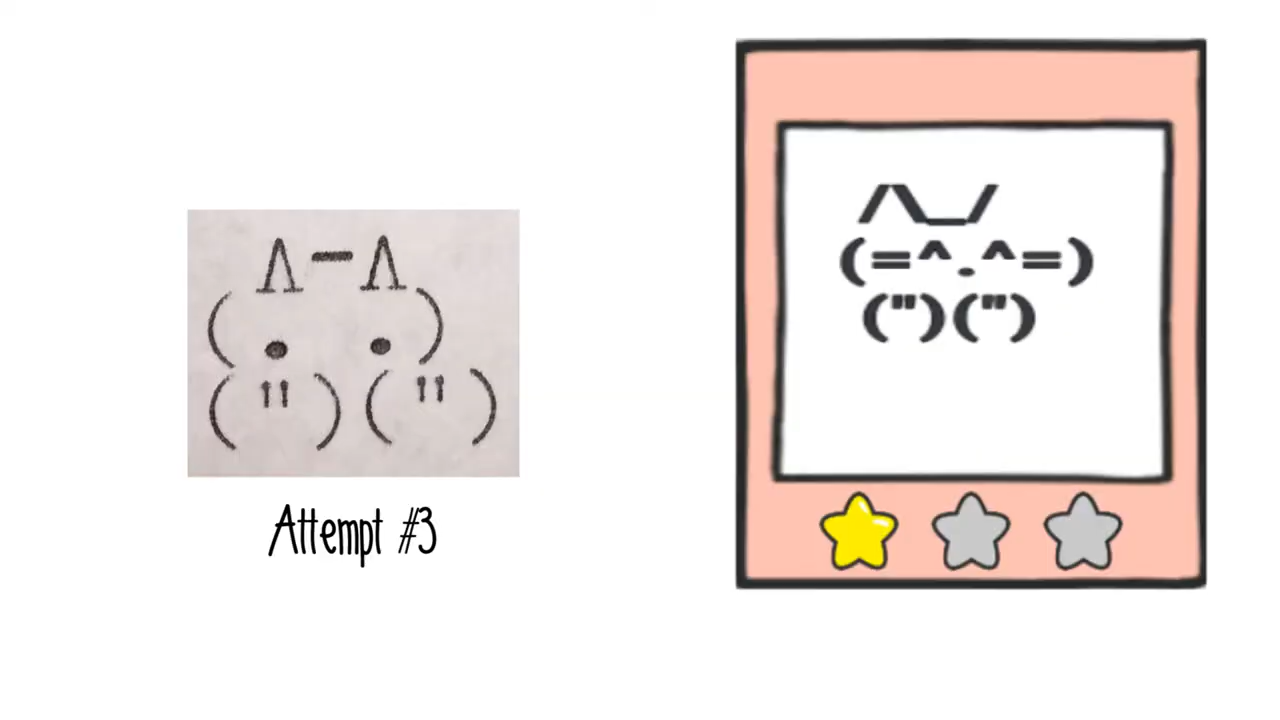 Λ-Λ
( . . )
( " ) ( " )
Attempt #3
/\_/
(=^.^=)
(")(")